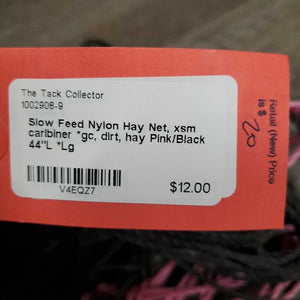 The Tack Collector
1002908-9
Slow Feed Nylon Hay Net, xsm
caribiner *gc, dirt, hay Pink/Black
44"L *Lg
V4EQZ7
$12.00
Retail (New) Price
is $ 20